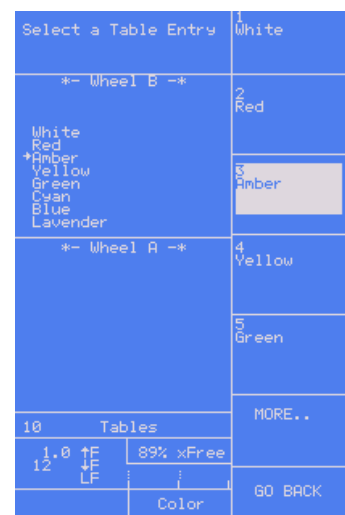 Select a Table Entry
*- Wheel B -*
White
Red
→Amber
Yellow
Green
Cyan
Blue
Lavender
*- Wheel A -*
10 Tables
1.0 ↑F
12 ↓F
LF
89% xFree
Color
1
White
2
Red
3
Amber
4
Yellow
5
Green
MORE..
GO BACK